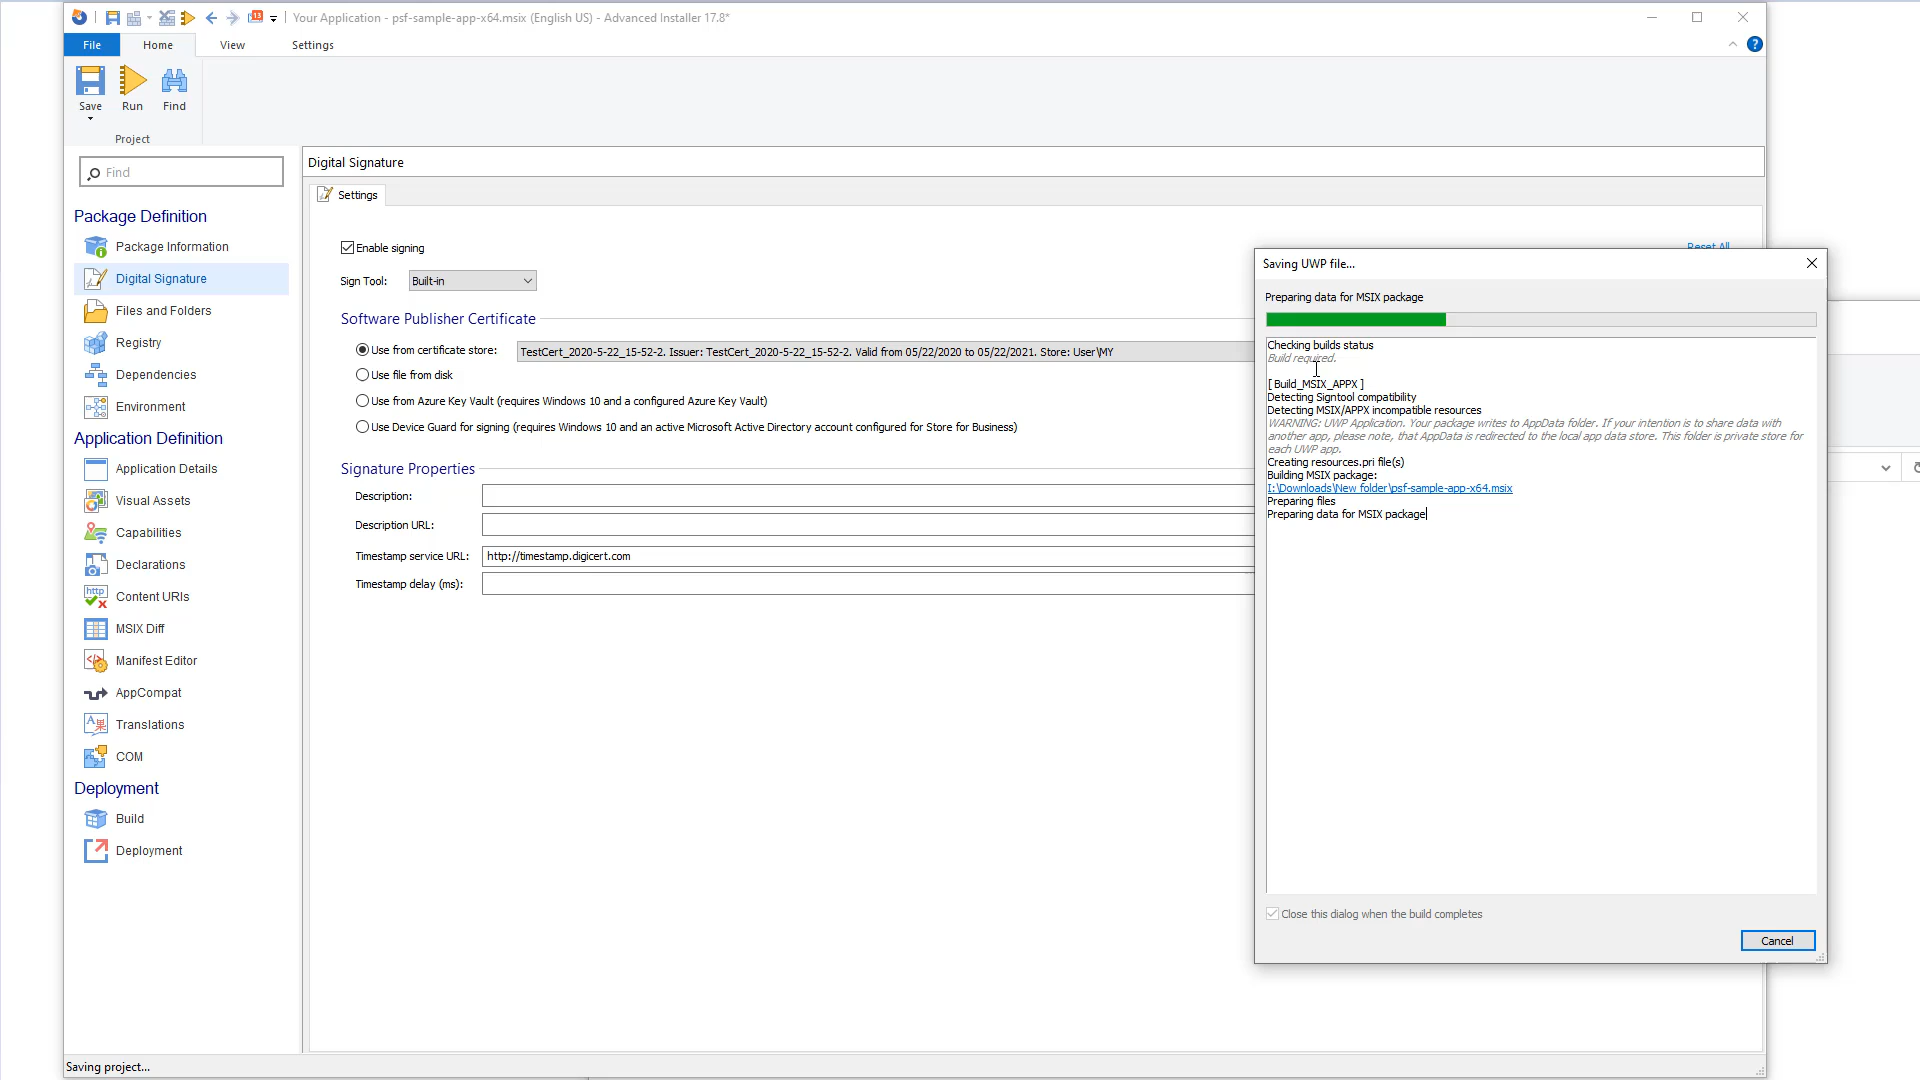 13
Your Application - psf-sample-app-x64.msix (English US) - Advanced Installer 17.8*
File
Home
View
Settings
?
Save
Run
Find
Project
Find
Package Definition
Package Information
Digital Signature
Files and Folders
Registry
Dependencies
Environment
Application Definition
Application Details
Visual Assets
Capabilities
Declarations
http
Content URIs
MSIX Diff
Manifest Editor
AppCompat
Translations
COM
Deployment
Build
Deployment
Digital Signature
Settings
Enable signing
Reset All
Sign Tool:
Built-in
Software Publisher Certificate
Use from certificate store:
TestCert_2020-5-22_15-52-2. Issuer: TestCert_2020-5-22_15-52-2. Valid from 05/22/2020 to 05/22/2021. Store: User\MY
Use file from disk
Use from Azure Key Vault (requires Windows 10 and a configured Azure Key Vault)
Use Device Guard for signing (requires Windows 10 and an active Microsoft Active Directory account configured for Store for Business)
Signature Properties
Description:
Description URL:
Timestamp service URL:
http://timestamp.digicert.com
Timestamp delay (ms):
Saving UWP file...
Preparing data for MSIX package
Checking builds status
Build required.
[ Build_MSIX_APPX ]
Detecting Signtool compatibility
Detecting MSIX/APPX incompatible resources
WARNING: UWP Application. Your package writes to AppData folder. If your intention is to share data with
another app, please note, that AppData is redirected to the local app data store. This folder is private store for
each UWP app.
Creating resources.pri file(s)
Building MSIX package:
I:\Downloads\New folder\psf-sample-app-x64.msix
Preparing files
Preparing data for MSIX package
Close this dialog when the build completes
Cancel
Saving project...